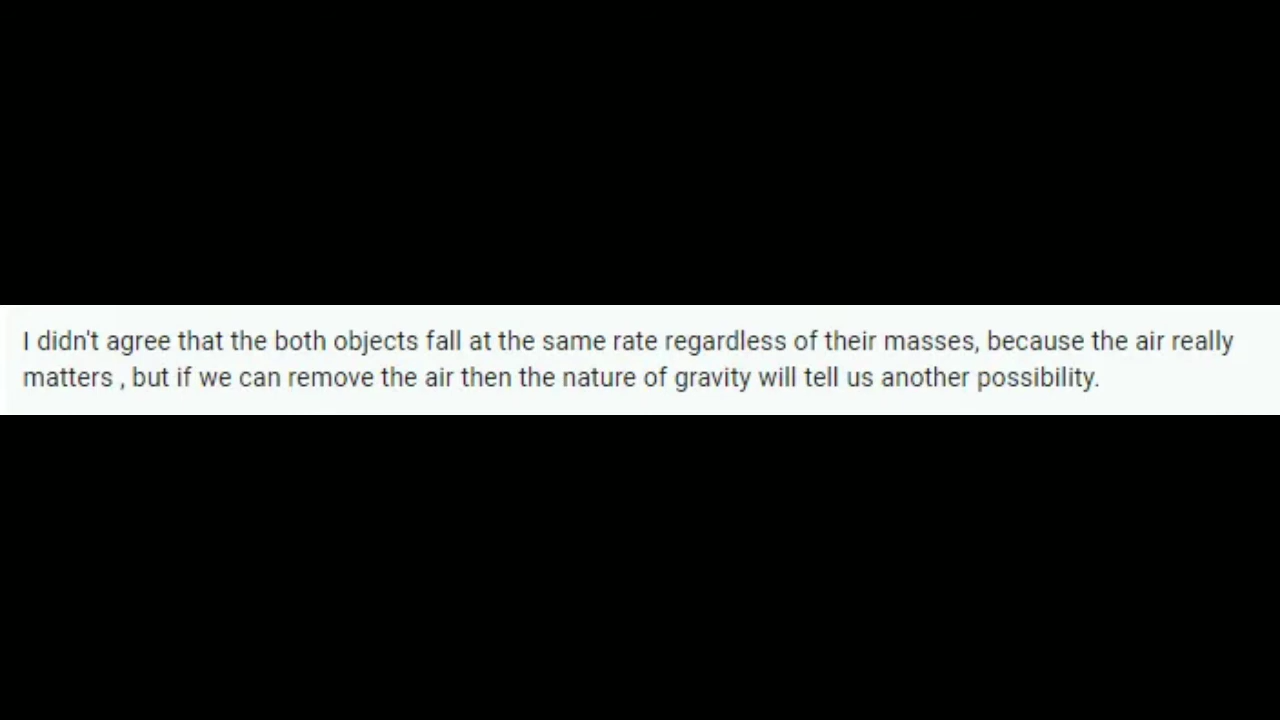 I didn't agree that the both objects fall at the same rate regardless of their masses, because the air really
matters , but if we can remove the air then the nature of gravity will tell us another possibility.